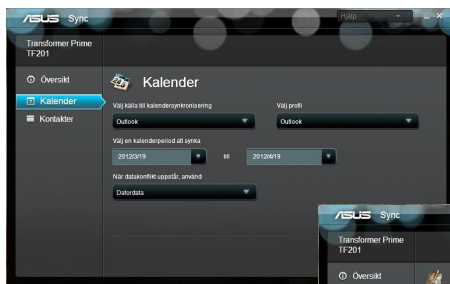 ASUS Sync
Hjälp
Transformer Prime
TF201
Översikt
Kalender
Kontakter
Kalender
Välj källa till kalendersynkronisering
Välj profil
Outlook
Outlook
Välj en kalenderperiod att synka
2012/3/19
till
2012/4/19
När datakonflikt uppstår, använd
Datordata
ASUS Sync
Transformer Prime
TF201
Översikt